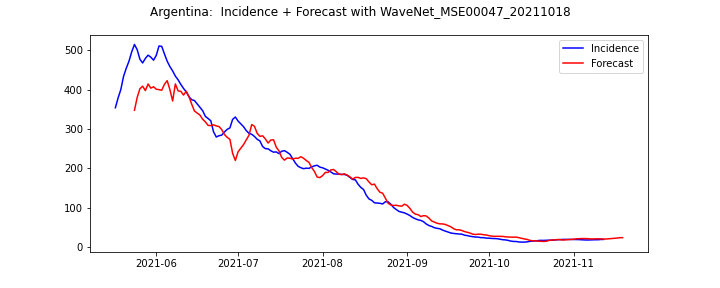 Argentina:  Incidence + Forecast with WaveNet_MSE00047_20211018
Incidence
Forecast
500
400
300
200
100
0
2021-06 2021-07 2021-08 2021-09 2021-10 2021-11